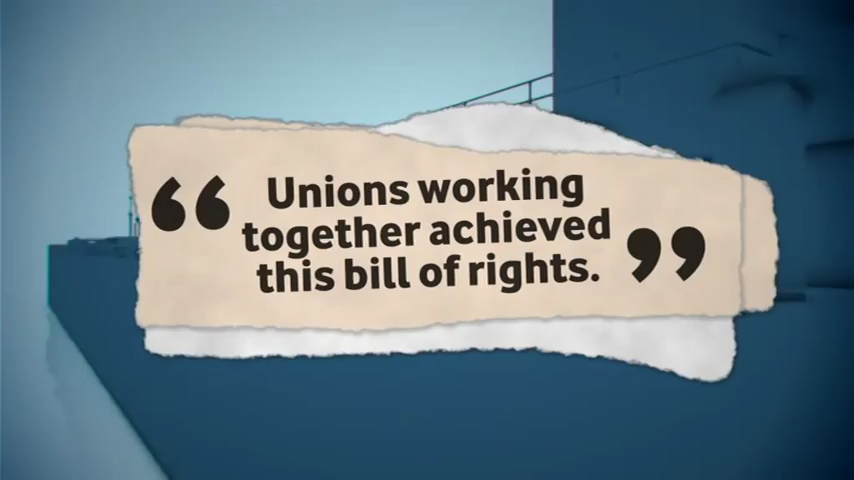 “Unions working
together achieved
this bill of rights.”